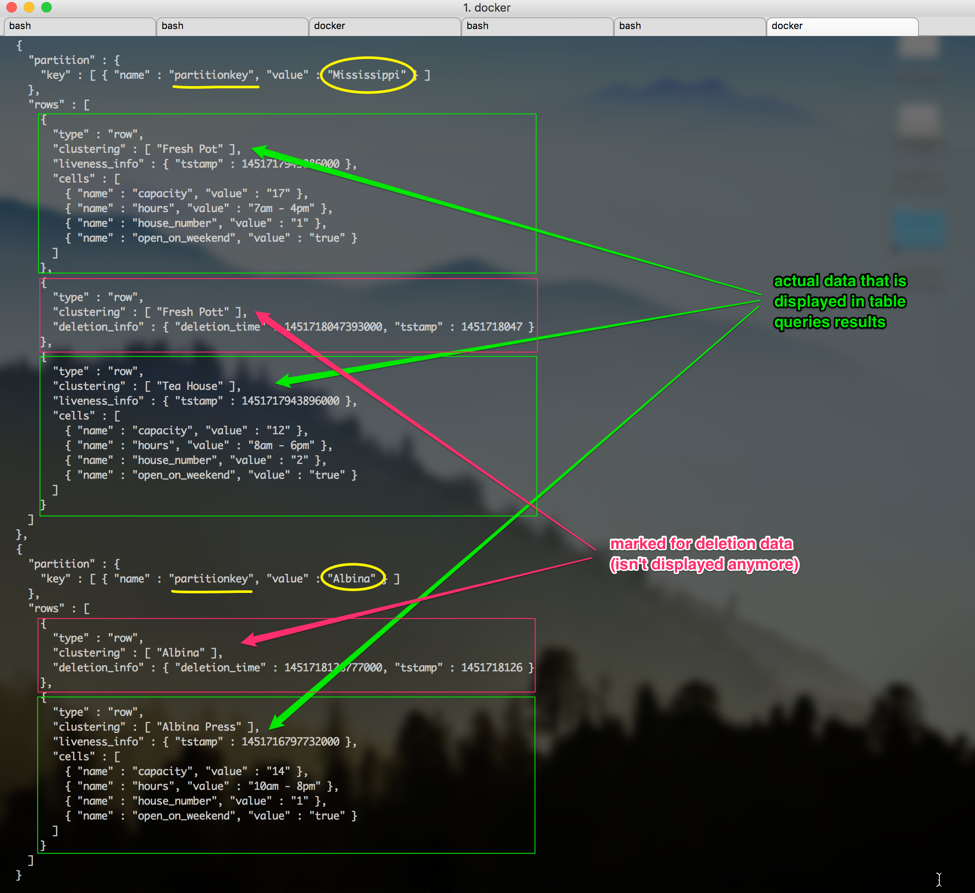 1. docker
bash bash docker bash bash docker
{
"partition" : {
"key" : [ { "name" : "partitionkey", "value" : "Mississippi" } ]
},
"rows" : [
{
"type" : "row",
"clustering" : [ "Fresh Pot" ],
"liveness_info" : { "tstamp" : },
"cells" : [
{ "name" : "capacity", "value" : "17" },
{ "name" : "hours", "value" : "7am - 4pm" },
{ "name" : "house_number", "value" : "1" },
{ "name" : "open_on_weekend", "value" : "true" }
]
},
{
"type" : "row",
"clustering" : [ "Fresh Pott" ],
"deletion_info" : { "deletion_time" : 1451718047393000, "tstamp" : 1451718047 }
},
{
"type" : "row",
"clustering" : [ "Tea House" ],
"liveness_info" : { "tstamp" : 1451717943896000 },
"cells" : [
{ "name" : "capacity", "value" : "12" },
{ "name" : "hours", "value" : "8am - 6pm" },
{ "name" : "house_number", "value" : "2" },
{ "name" : "open_on_weekend", "value" : "true" }
]
}
]
},
{
"partition" : {
"key" : [ { "name" : "partitionkey", "value" : "Albina" } ]
},
"rows" : [
{
"type" : "row",
"clustering" : [ "Albina" ],
"deletion_info" : { "deletion_time" : , "tstamp" : 1451718126 }
},
{
"type" : "row",
"clustering" : [ "Albina Press" ],
"liveness_info" : { "tstamp" : 1451716797732000 },
"cells" : [
{ "name" : "capacity", "value" : "14" },
{ "name" : "hours", "value" : "10am - 8pm" },
{ "name" : "house_number", "value" : "1" },
{ "name" : "open_on_weekend", "value" : "true" }
]
}
]
}
actual data that is
displayed in table
queries results
marked for deletion data
(isn't displayed anymore)